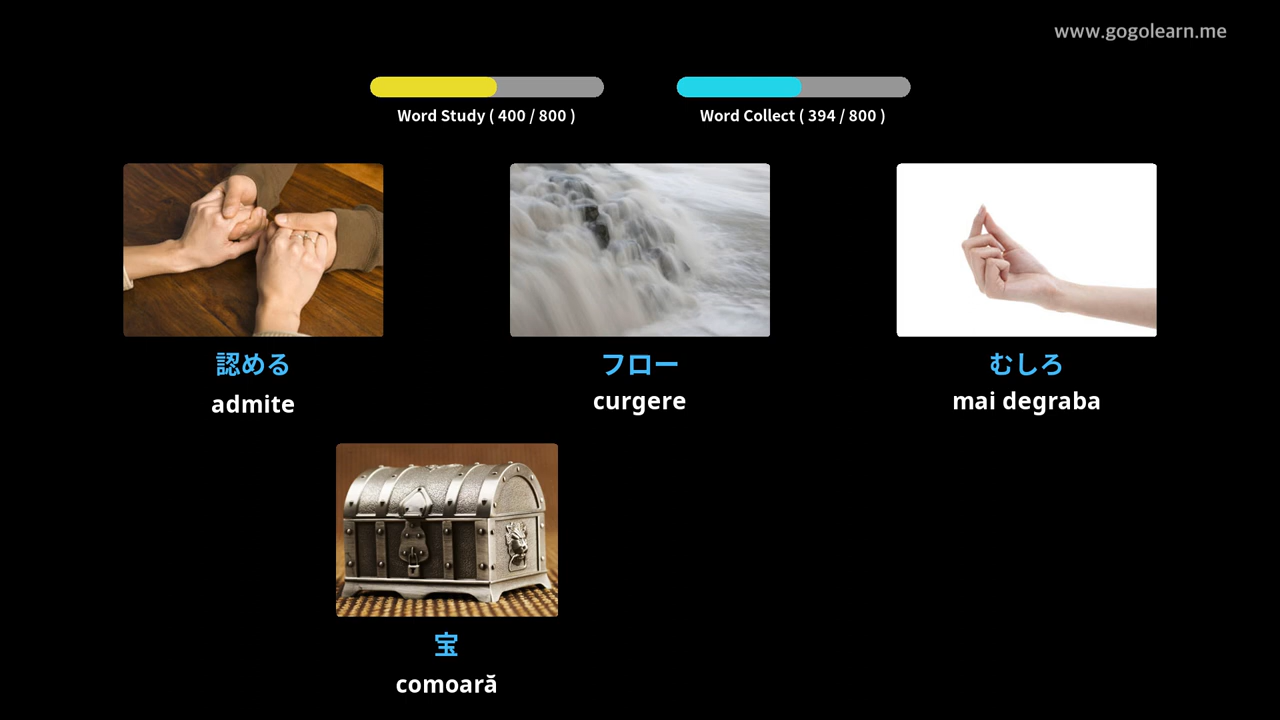 www.gogolearn.me
Word Study ( 400 / 800 )
Word Collect ( 394 / 800 )
認める
admite
フロー
curgere
むしろ
mai degraba
宝
comoară